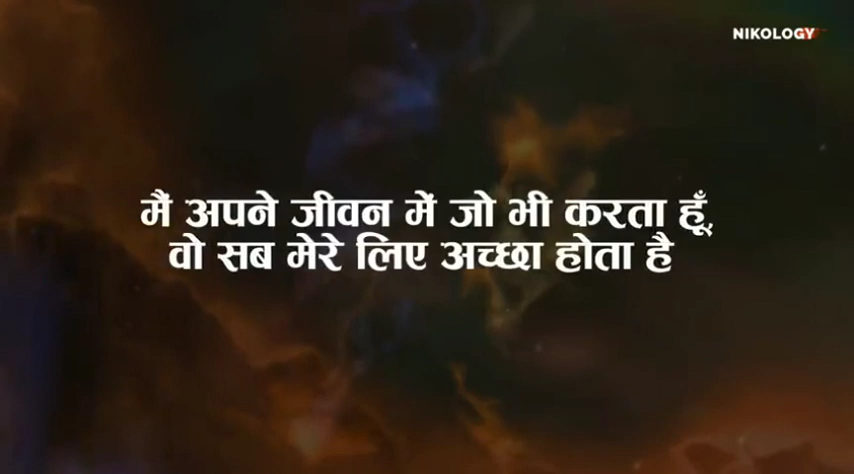 NIKOLOGY
मैं अपने जीवन में जो भी करता हूँ,
वो सब मेरे लिए अच्छा होता है